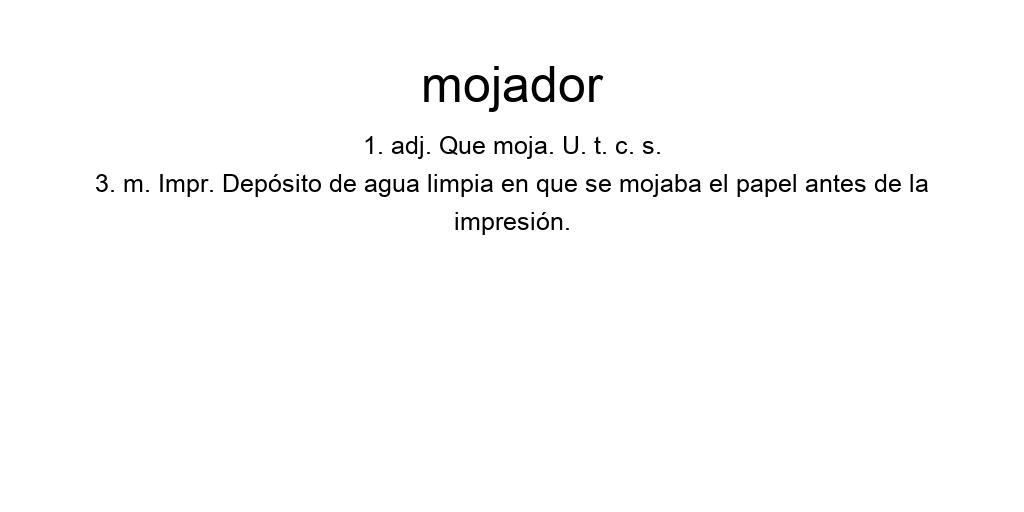 mojador
1. adj. Que moja. U. t. c. s.
3. m. Impr. Depósito de agua limpia en que se mojaba el papel antes de la
impresión.